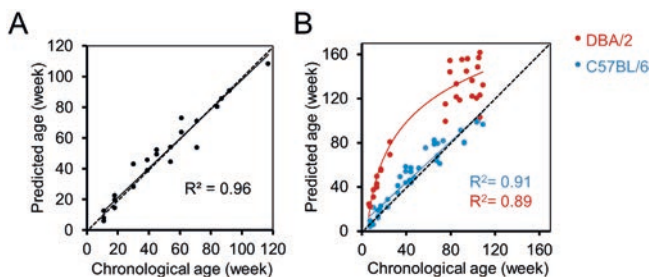 A
Predicted age (week)
120
100
80
60
40
20
0
R² = 0.96
0 20 40 60 80 100 120
Chronological age (week)
B
Predicted age (week)
160
120
80
40
0
R²= 0.91
R²= 0.89
0 40 80 120 160
Chronological age (week)
DBA/2
C57BL/6